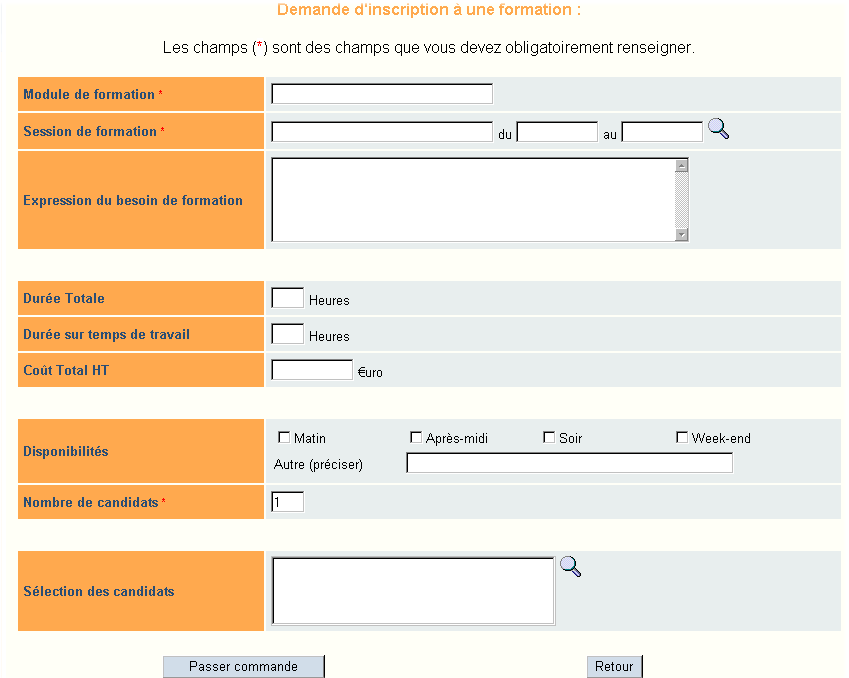 Demande d'inscription à une formation :
Les champs (*) sont des champs que vous devez obligatoirement renseigner.
Module de formation *
Session de formation * du au
Expression du besoin de formation
Durée Totale Heures
Durée sur temps de travail Heures
Coût Total HT €uro
Disponibilités Matin Après-midi Soir Week-end
Autre (préciser)
Nombre de candidats * 1
Sélection des candidats
Passer commande Retour